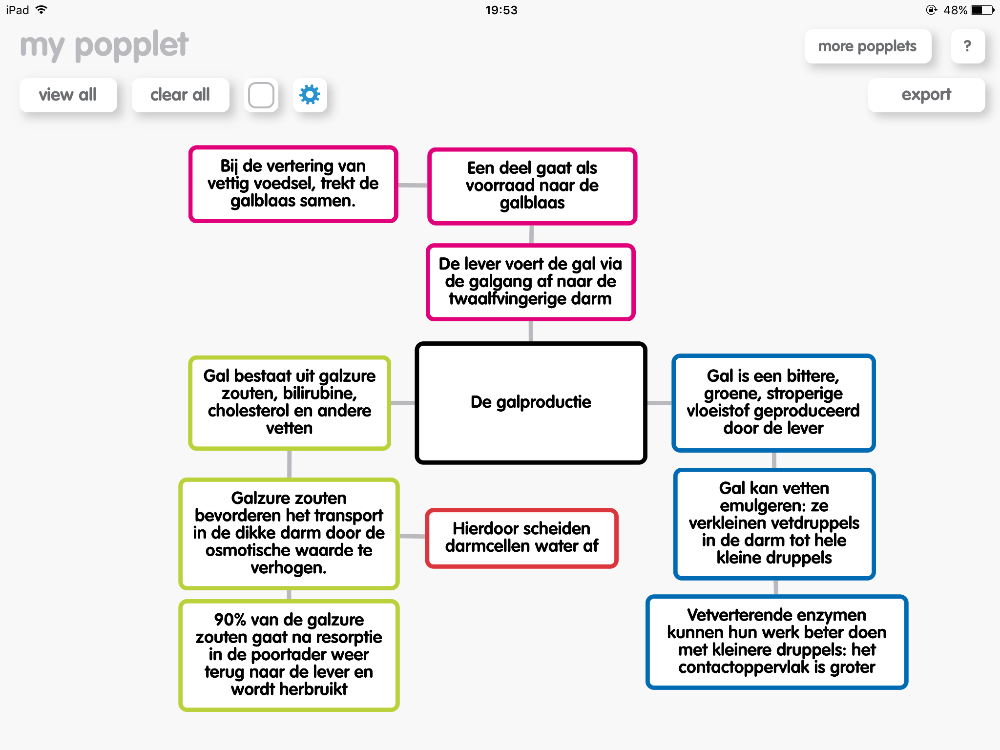 iPad
19:53
48%
my popplet
more popplets
?
view all
clear all
export
Bij de vertering van
vettig voedsel, trekt de
galblaas samen.
Een deel gaat als
voorraad naar de
galblaas
De lever voert de gal via
de galgang af naar de
twaalfvingerige darm
Gal bestaat uit galzure
zouten, bilirubine,
cholesterol en andere
vetten
De galproductie
Gal is een bittere,
groene, stroperige
vloeistof geproduceerd
door de lever
Galzure zouten
bevorderen het transport
in de dikke darm door de
osmotische waarde te
verhogen.
Hierdoor scheiden
darmcellen water af
Gal kan vetten
emulgeren: ze
verkleinen vetdruppels
in de darm tot hele
kleine druppels
90% van de galzure
zouten gaat na resorptie
in de poortader weer
terug naar de lever en
wordt herbruikt
Vetverterende enzymen
kunnen hun werk beter doen
met kleinere druppels: het
contactoppervlak is groter